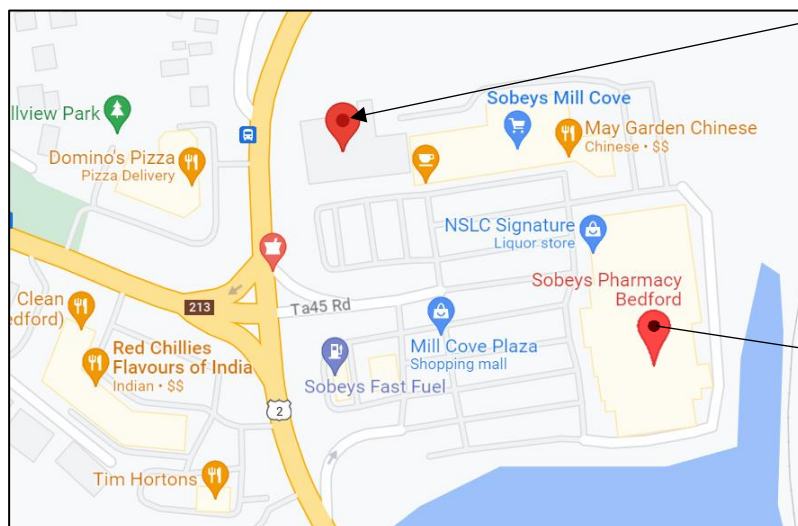 llview Park
Domino's Pizza
Pizza Delivery
Sobeys Mill Cove
May Garden Chinese
Chinese • $$
NSLC Signature
Liquor store
Sobeys Pharmacy
Bedford
213
Ta45 Rd
Clean
edford)
Red Chillies
Flavours of India
Indian • $$
Mill Cove Plaza
Shopping mall
Sobeys Fast Fuel
2
Tim Hortons